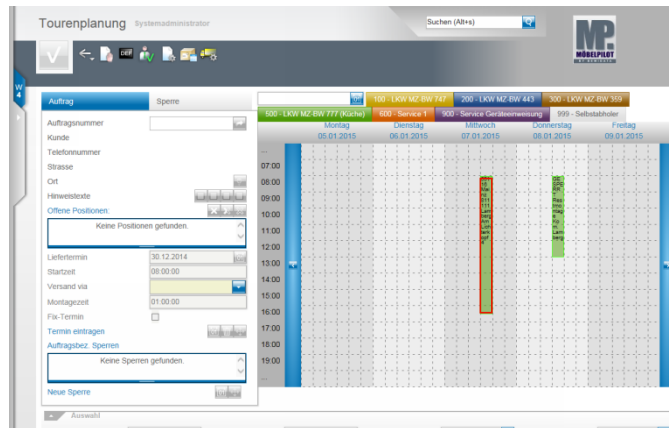 Tourenplanung Systemadministrator
Suchen (Alt+s)
MP
MÖBELPILOT
DEF
W
4
Auftrag Sperre
100 - LKW MZ-BW 747 200 - LKW MZ-BW 443 300 - LKW MZ-BW 359
500 - LKW MZ-BW 777 (Küche) 600 - Service 1 900 - Service Geräteeinweisung 999 - Selbstabholer
Montag Dienstag Mittwoch Donnerstag Freitag
05.01.2015 06.01.2015 07.01.2015 08.01.2015 09.01.2015
Auftragsnummer
Kunde
Telefonnummer
Strasse
Ort
Hinweistexte
Offene Positionen:
Keine Positionen gefunden.
Liefertermin 30.12.2014
Startzeit 08:00:00
Versand via
Montagezeit 01:00:00
Fix-Termin
Termin eintragen
Auftragsbez. Sperren
Keine Sperren gefunden.
Neue Sperre
...
07:00
08:00
09:00
10:00
11:00
12:00
13:00
14:00
15:00
16:00
17:00
18:00
19:00
...
Auswahl